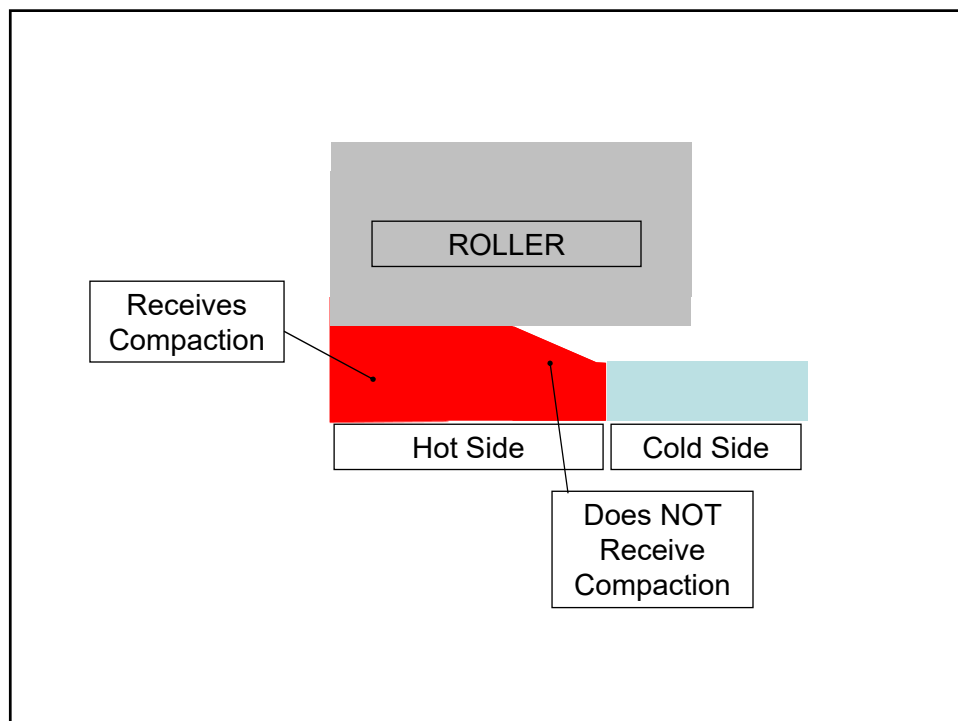 ROLLER
Receives
Compaction
Hot Side
Cold Side
Does NOT
Receive
Compaction